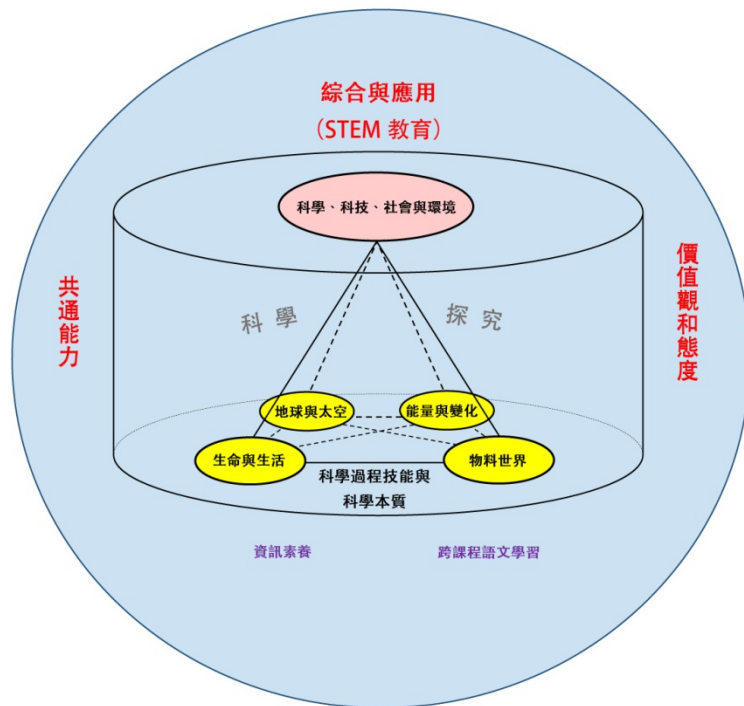 綜合與應用
（STEM 教育）
科學、科技、社會與環境
共通能力
價值觀和態度
科學
探究
地球與太空
能量與變化
生命與生活
物料世界
科學過程技能與
科學本質
資訊素養
跨課程語文學習